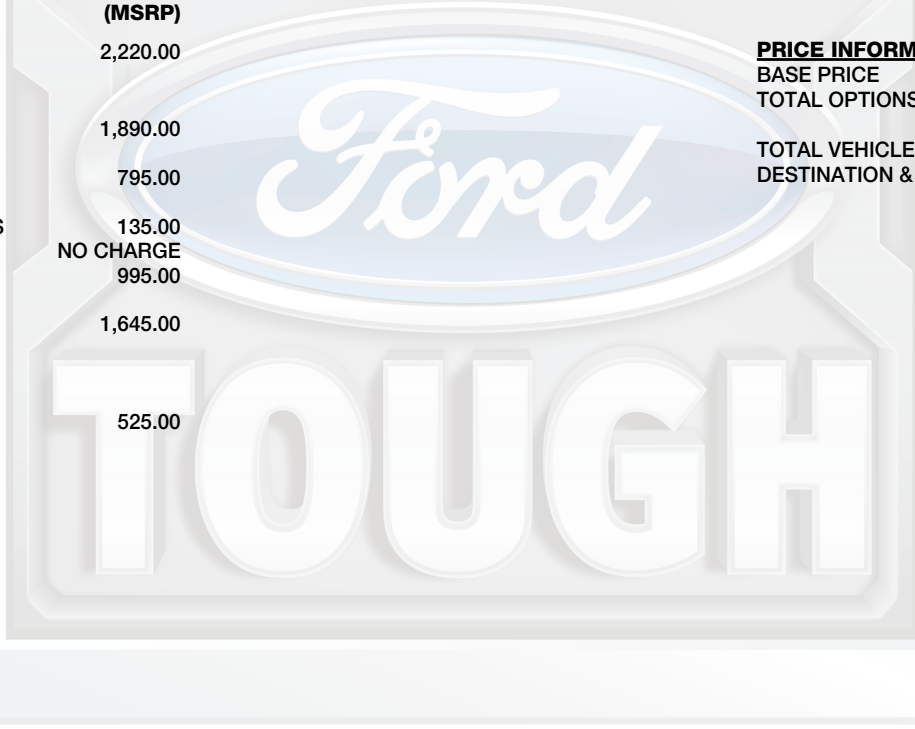 (MSRP)
2,220.00
PRICE INFORM
BASE PRICE
TOTAL OPTIONS
1,890.00
TOTAL VEHICLE
795.00
DESTINATION &
S 135.00
NO CHARGE
995.00
1,645.00
525.00
Ford
TOUGH